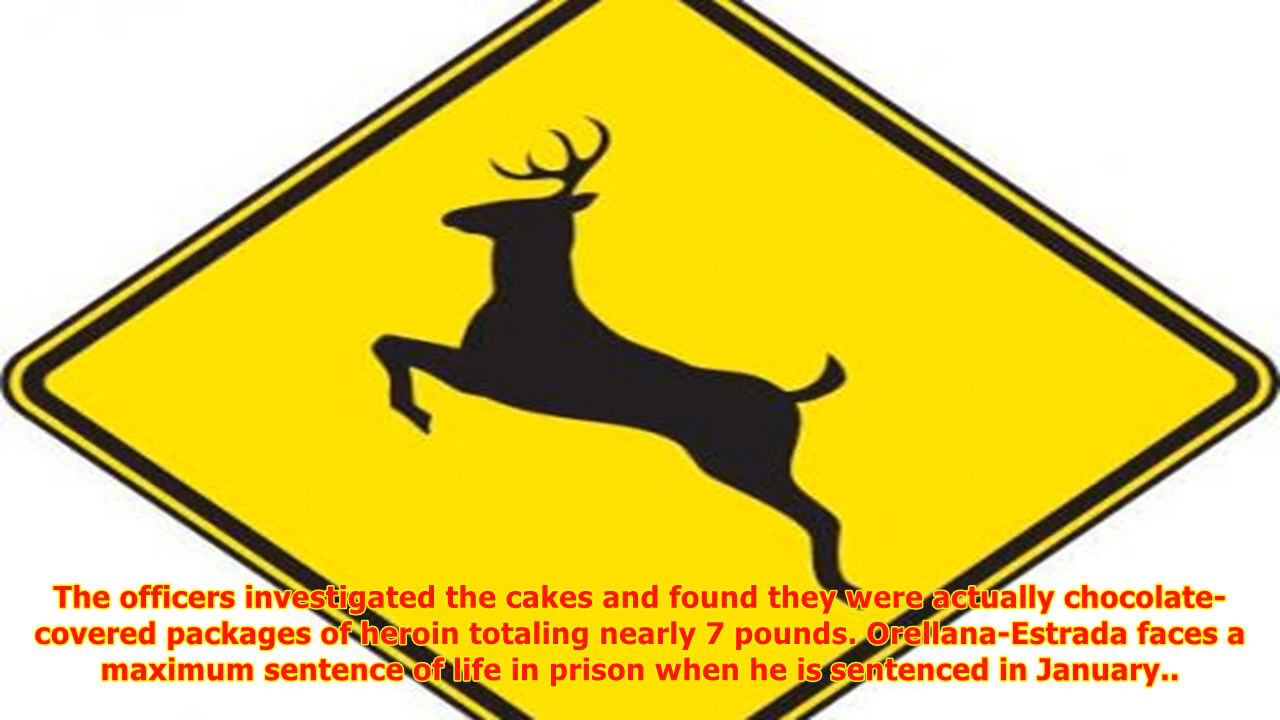 The officers investigated the cakes and found they were actually chocolate-
covered packages of heroin totaling nearly 7 pounds. Orellana-Estrada faces a
maximum sentence of life in prison when he is sentenced in January..